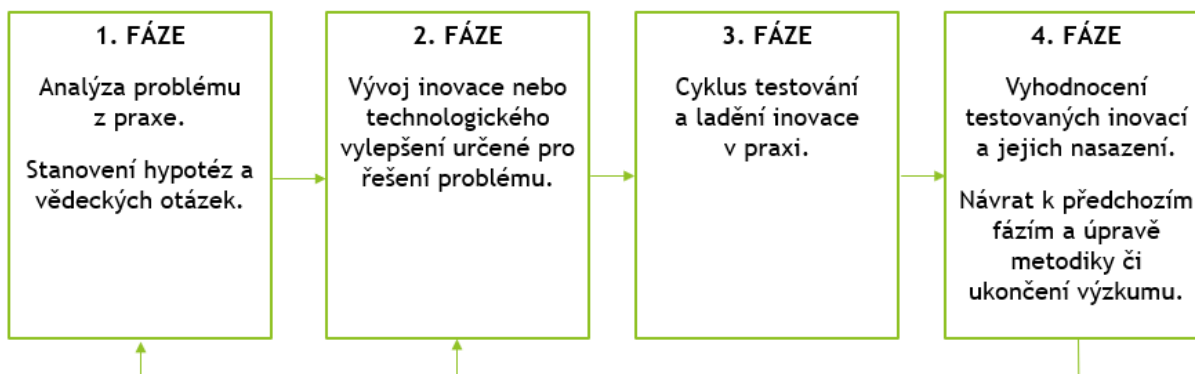 1. FÁZE
Analýza problému
z praxe.
Stanovení hypotéz a
vědeckých otázek.
2. FÁZE
Vývoj inovace nebo
technologického
vylepšení určené pro
řešení problému.
3. FÁZE
Cyklus testování
a ladění inovace
v praxi.
4. FÁZE
Vyhodnocení
testovaných inovací
a jejich nasazení.
Návrat k předchozím
fázím a úpravě
metodiky či
ukončení výzkumu.